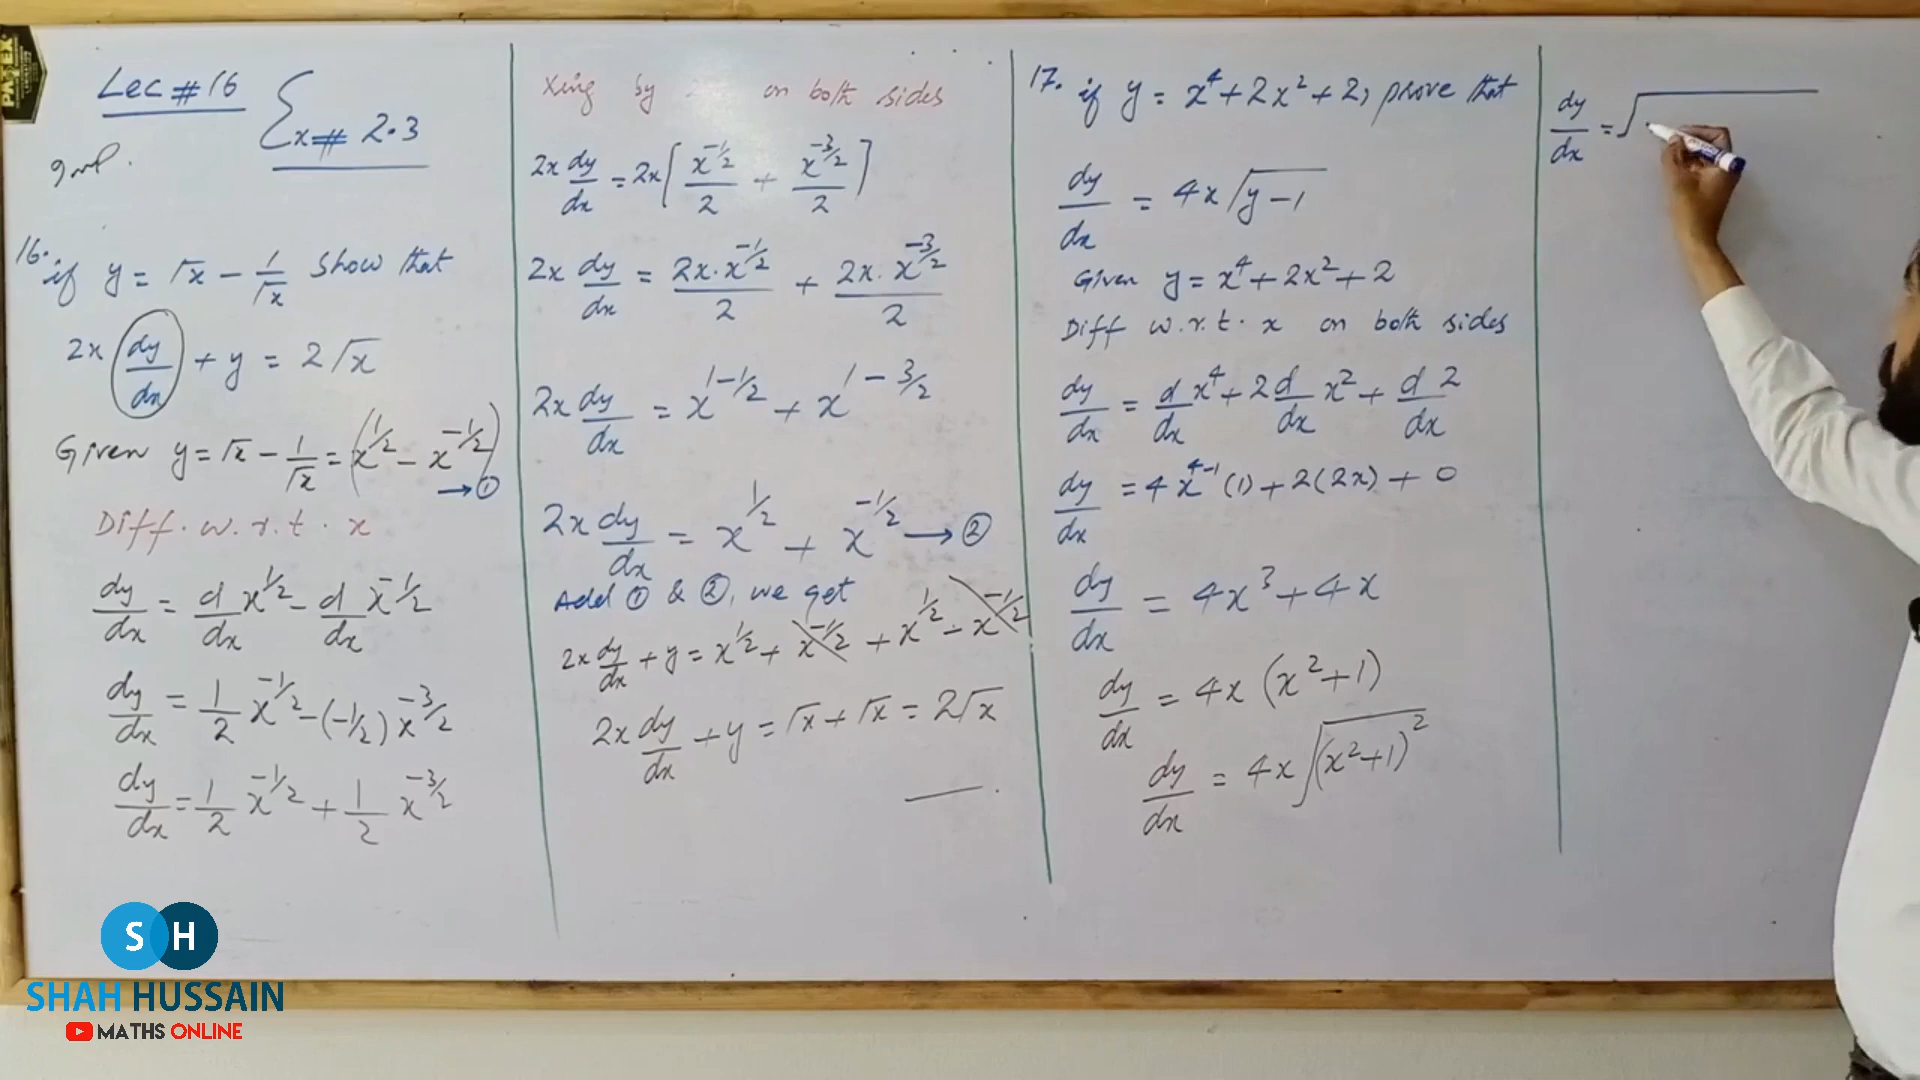 PATEX
Lec # 16
Ex # 2.3
16. if y = √x − 1/√x Show that
2x dy/dx + y = 2√x
Given y = √x − 1/√x = (x^1/2 − x^-1/2) → ①
Diff. w.r.t. x
dy/dx = d/dx x^1/2 − d/dx x^-1/2
dy/dx = 1/2 x^-1/2 − (−1/2) x^-3/2
dy/dx = 1/2 x^-1/2 + 1/2 x^-3/2
Xing by on both sides
2x dy/dx = 2x [x^-1/2 / 2 + x^-3/2 / 2]
2x dy/dx = 2x.x^-1/2 / 2 + 2x.x^-3/2 / 2
2x dy/dx = x^1-1/2 + x^1-3/2
2x dy/dx = x^1/2 + x^-1/2 → ②
Add ① & ②, we get
2x dy/dx + y = x^1/2 + x^-1/2 + x^1/2 − x^-1/2
2x dy/dx + y = √x + √x = 2√x
17. if y = x^4 + 2x^2 + 2, prove that
dy/dx = 4x √(y−1)
Given y = x^4 + 2x^2 + 2
Diff w.r.t. x on both sides
dy/dx = d/dx x^4 + 2 d/dx x^2 + d/dx 2
dy/dx = 4x^4-1 (1) + 2(2x) + 0
dy/dx = 4x^3 + 4x
dy/dx = 4x (x^2 + 1)
dy/dx = 4x √(x^2+1)^2
dy/dx = √
SH
SHAH HUSSAIN
MATHS ONLINE